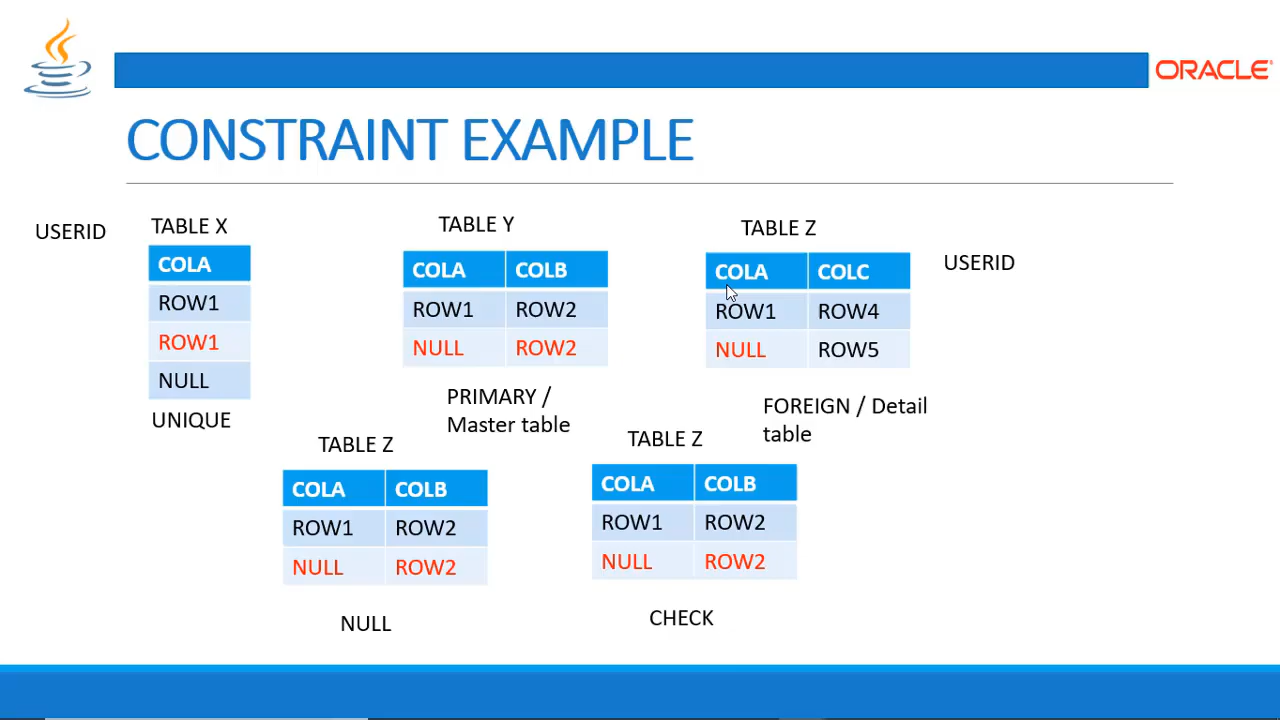 ORACLE
CONSTRAINT EXAMPLE
USERID
TABLE X
COLA
ROW1
ROW1
NULL
UNIQUE
TABLE Y
COLA COLB
ROW1 ROW2
NULL ROW2
PRIMARY /
Master table
TABLE Z
COLA COLC
ROW1 ROW4
NULL ROW5
FOREIGN / Detail
table
USERID
TABLE Z
COLA COLB
ROW1 ROW2
NULL ROW2
NULL
TABLE Z
COLA COLB
ROW1 ROW2
NULL ROW2
CHECK